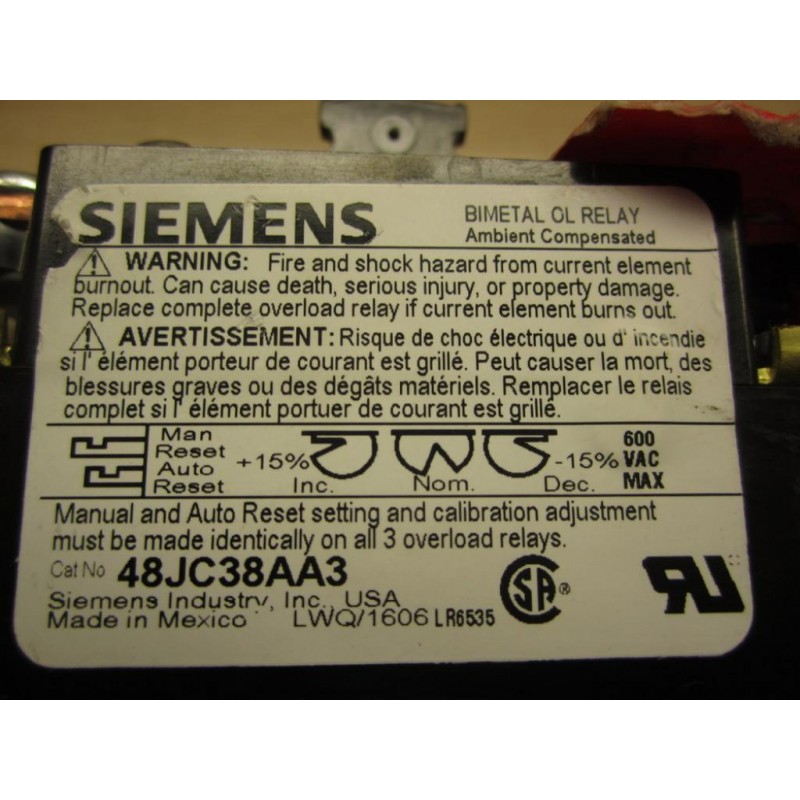 SIEMENS
BIMETAL OL RELAY
Ambient Compensated
WARNING: Fire and shock hazard from current element
burnout. Can cause death, serious injury, or property damage.
Replace complete overload relay if current element burns out.
AVERTISSEMENT: Risque de choc électrique ou d' incendie
si l' élément porteur de courant est grillé. Peut causer la mort, des
blessures graves ou des dégâts matériels. Remplacer le relais
complet si l' élément portuer de courant est grillé.
Man
Reset
Auto
Reset
+15%
Inc.
Nom.
-15%
Dec.
600
VAC
MAX
Manual and Auto Reset setting and calibration adjustment
must be made identically on all 3 overload relays.
Cat No 48JC38AA3
Siemens Industry, Inc., USA
Made in Mexico LWQ/1606 LR6535
SA ®
RU